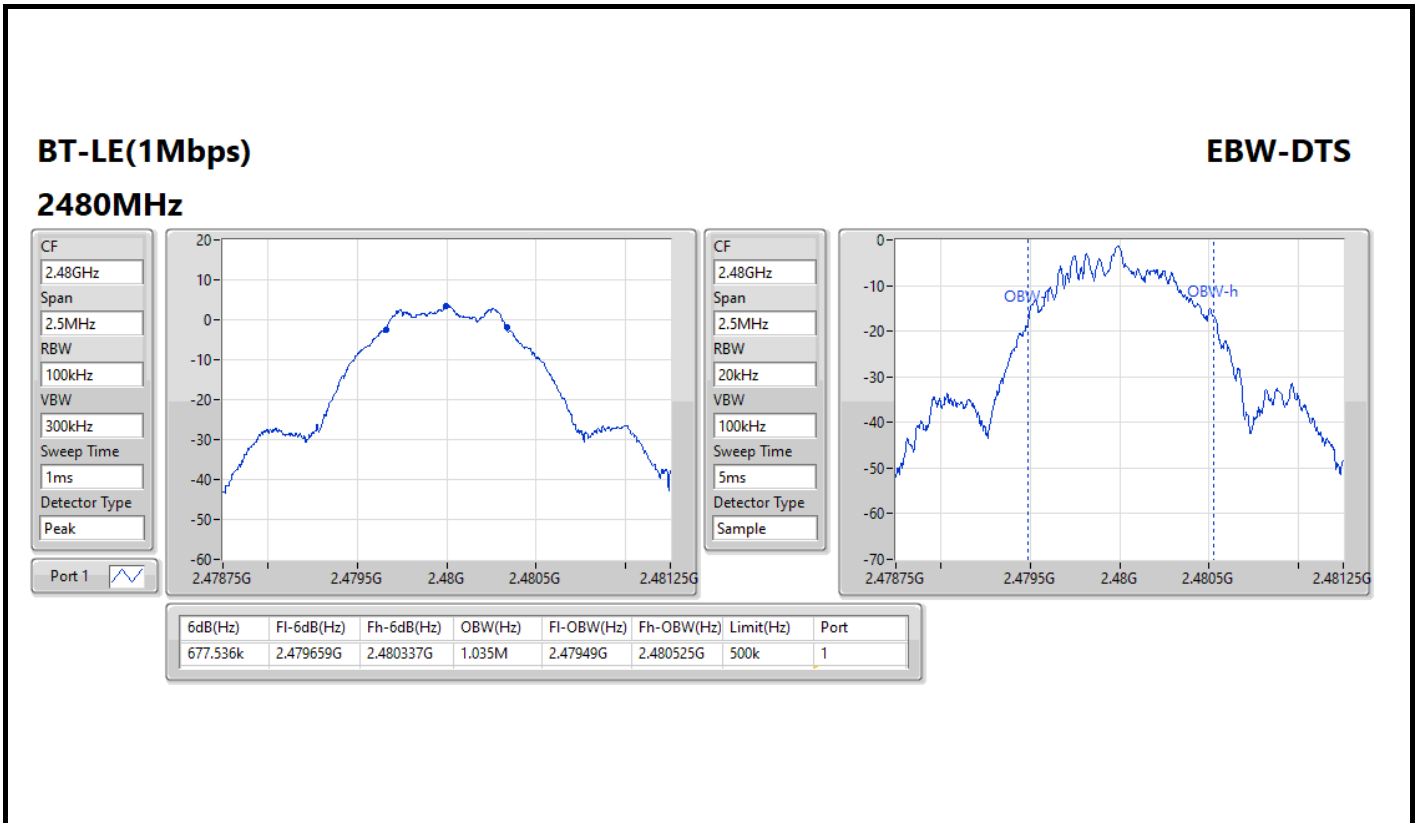 BT-LE(1Mbps)
EBW-DTS
2480MHz
CF
2.48GHz
Span
2.5MHz
RBW
100kHz
VBW
300kHz
Sweep Time
1ms
Detector Type
Peak
Port 1
20
10
0
-10
-20
-30
-40
-50
-60
2.47875G 2.4795G 2.48G 2.4805G 2.48125G
CF
2.48GHz
Span
2.5MHz
RBW
20kHz
VBW
100kHz
Sweep Time
5ms
Detector Type
Sample
0
-10
-20
-30
-40
-50
-60
-70
OBW-l OBW-h
2.47875G 2.4795G 2.48G 2.4805G 2.48125G
6dB(Hz) Fl-6dB(Hz) Fh-6dB(Hz) OBW(Hz) Fl-OBW(Hz) Fh-OBW(Hz) Limit(Hz) Port
677.536k 2.479659G 2.480337G 1.035M 2.47949G 2.480525G 500k 1